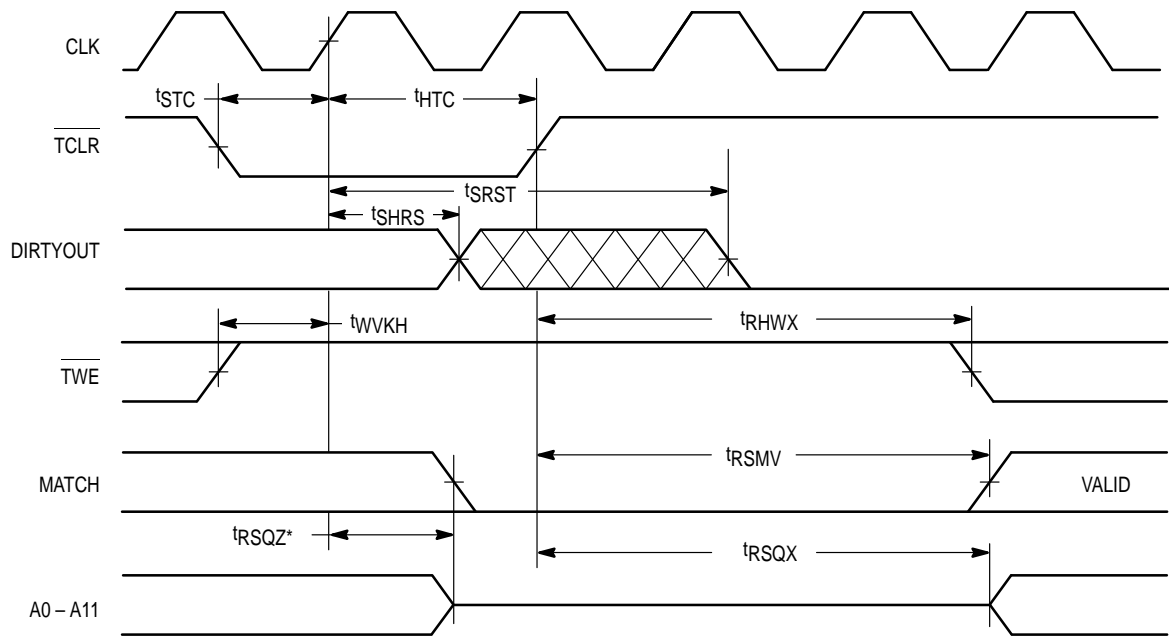 CLK
tSTC
tHTC
TCLR
tSRST
tSHRS
DIRTYOUT
tWVKH
tRHWX
TWE
tRSMV
MATCH
VALID
tRSQZ*
tRSQX
A0 – A11